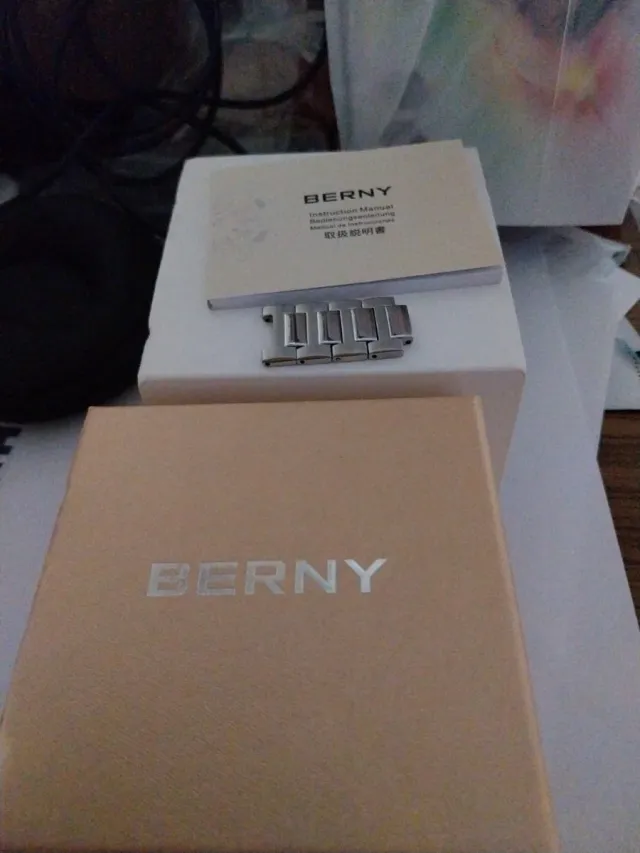 BERNY
Instruction Manual
Bedienungsanleitung
Manual de instrucciones
取扱説明書
BERNY